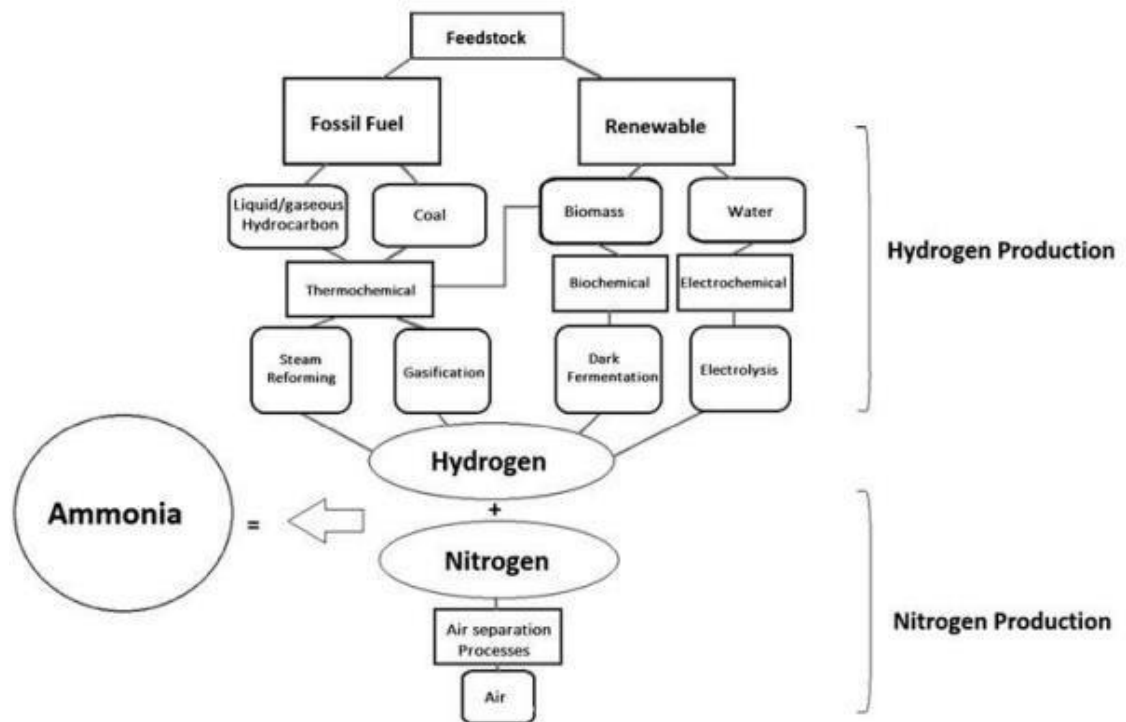 Feedstock
Fossil Fuel
Renewable
Liquid/gaseous
Hydrocarbon
Coal
Biomass
Water
Hydrogen Production
Thermochemical
Biochemical
Electrochemical
Steam
Reforming
Gasification
Dark
Fermentation
Electrolysis
Hydrogen
+
Ammonia
=
Nitrogen
Air separation
Processes
Nitrogen Production
Air